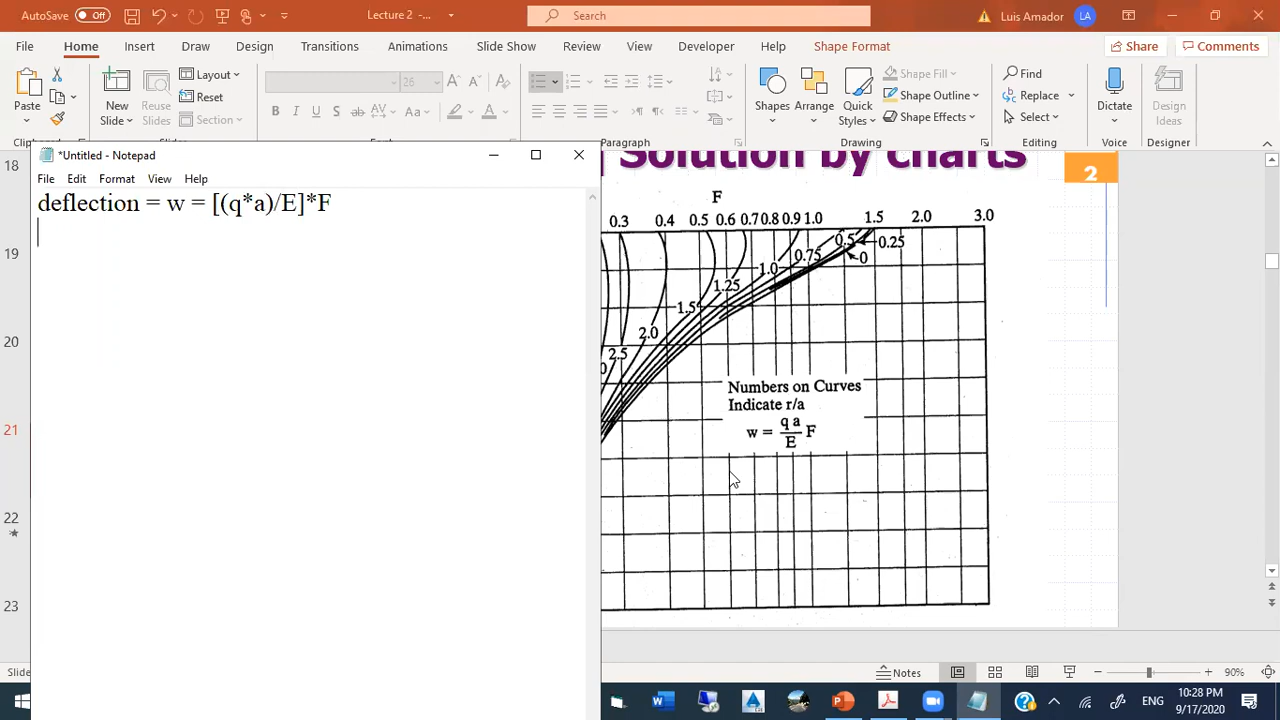 AutoSave Off Lecture 2 -... Search Luis Amador LA
File Home Insert Draw Design Transitions Animations Slide Show Review View Developer Help Shape Format Share Comments
Paste New Slide Reuse Slides Layout Reset Section 26 B I U S ab AV Aa A A A Shapes Arrange Quick Styles Shape Fill Shape Outline Shape Effects Find Replace Select Dictate Design Ideas
Paragraph Drawing Editing Voice Designer
18
19
20
21
22
23
*Untitled - Notepad
File Edit Format View Help
deflection = w = [(q*a)/E]*F
Solution by charts
2
F
0.3 0.4 0.5 0.6 0.7 0.8 0.9 1.0 1.5 2.0 3.0
0.5 0.25
0.75 0
1.0
1.25
1.5
2.0
2.5
0
Numbers on Curves
Indicate r/a
w = q a / E F
Slide Notes 90%
ENG 10:28 PM
9/17/2020